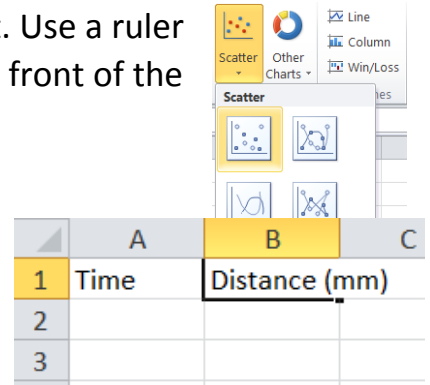 . Use a ruler
front of the
Scatter
Other
Charts
Line
Column
Win/Loss
Scatter
A B C
1 Time Distance (mm)
2
3